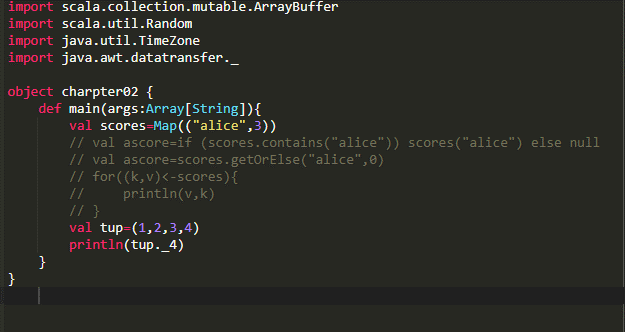 import scala.collection.mutable.ArrayBuffer
import scala.util.Random
import java.util.TimeZone
import java.awt.datatransfer._
object charpter02 {
    def main(args:Array[String]){
        val scores=Map(("alice",3))
        // val ascore=if (scores.contains("alice")) scores("alice") else null
        // val ascore=scores.getOrElse("alice",0)
        // for((k,v)<-scores){
        //     println(v,k)
        // }
        val tup=(1,2,3,4)
        println(tup._4)
    }
}